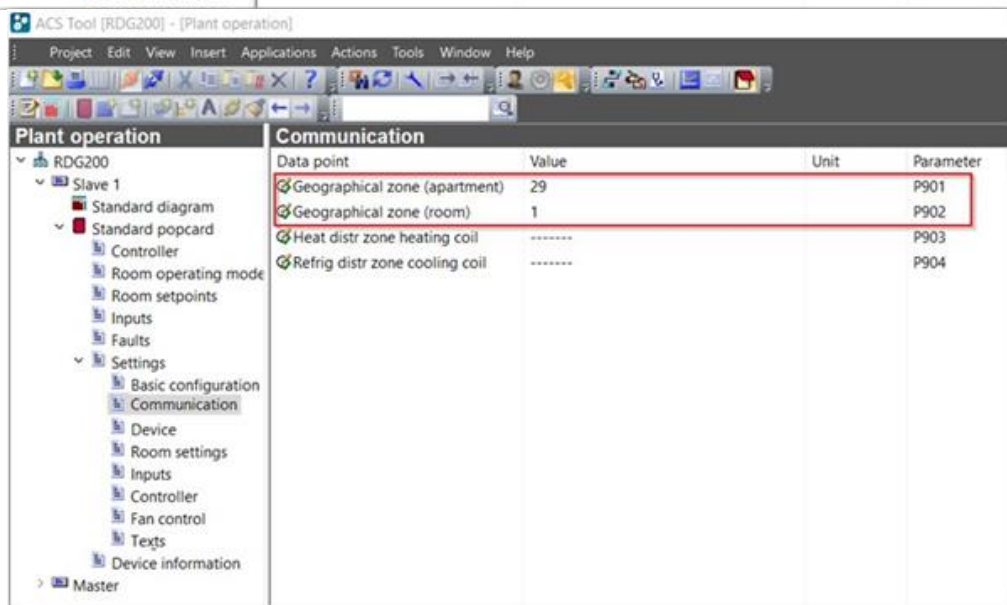 ACS Tool [RDG200] - [Plant operation]
Project Edit View Insert Applications Actions Tools Window Help
Plant operation
Communication
RDG200
Data point Value Unit Parameter
Slave 1
Geographical zone (apartment) 29 P901
Standard diagram
Geographical zone (room) 1 P902
Standard popcard
Heat distr zone heating coil ------- P903
Controller
Refrig distr zone cooling coil ------- P904
Room operating mode
Room setpoints
Inputs
Faults
Settings
Basic configuration
Communication
Device
Room settings
Inputs
Controller
Fan control
Texts
Device information
Master